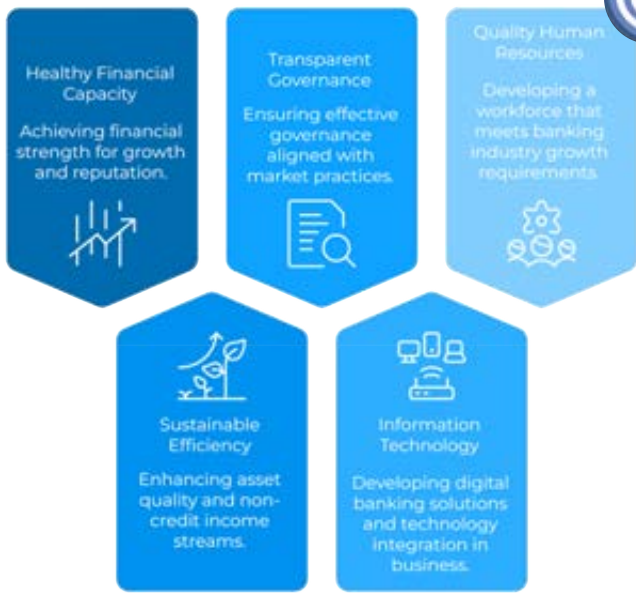 Healthy Financial
Capacity
Achieving financial
strength for growth
and reputation.
Transparent
Governance
Ensuring effective
governance
aligned with
market practices.
Quality Human
Resources
Developing a
workforce that
meets banking
industry growth
requirements
Sustainable
Efficiency
Enhancing asset
quality and non-
credit income
streams.
Information
Technology
Developing digital
banking solutions
and technology
integration in
business.